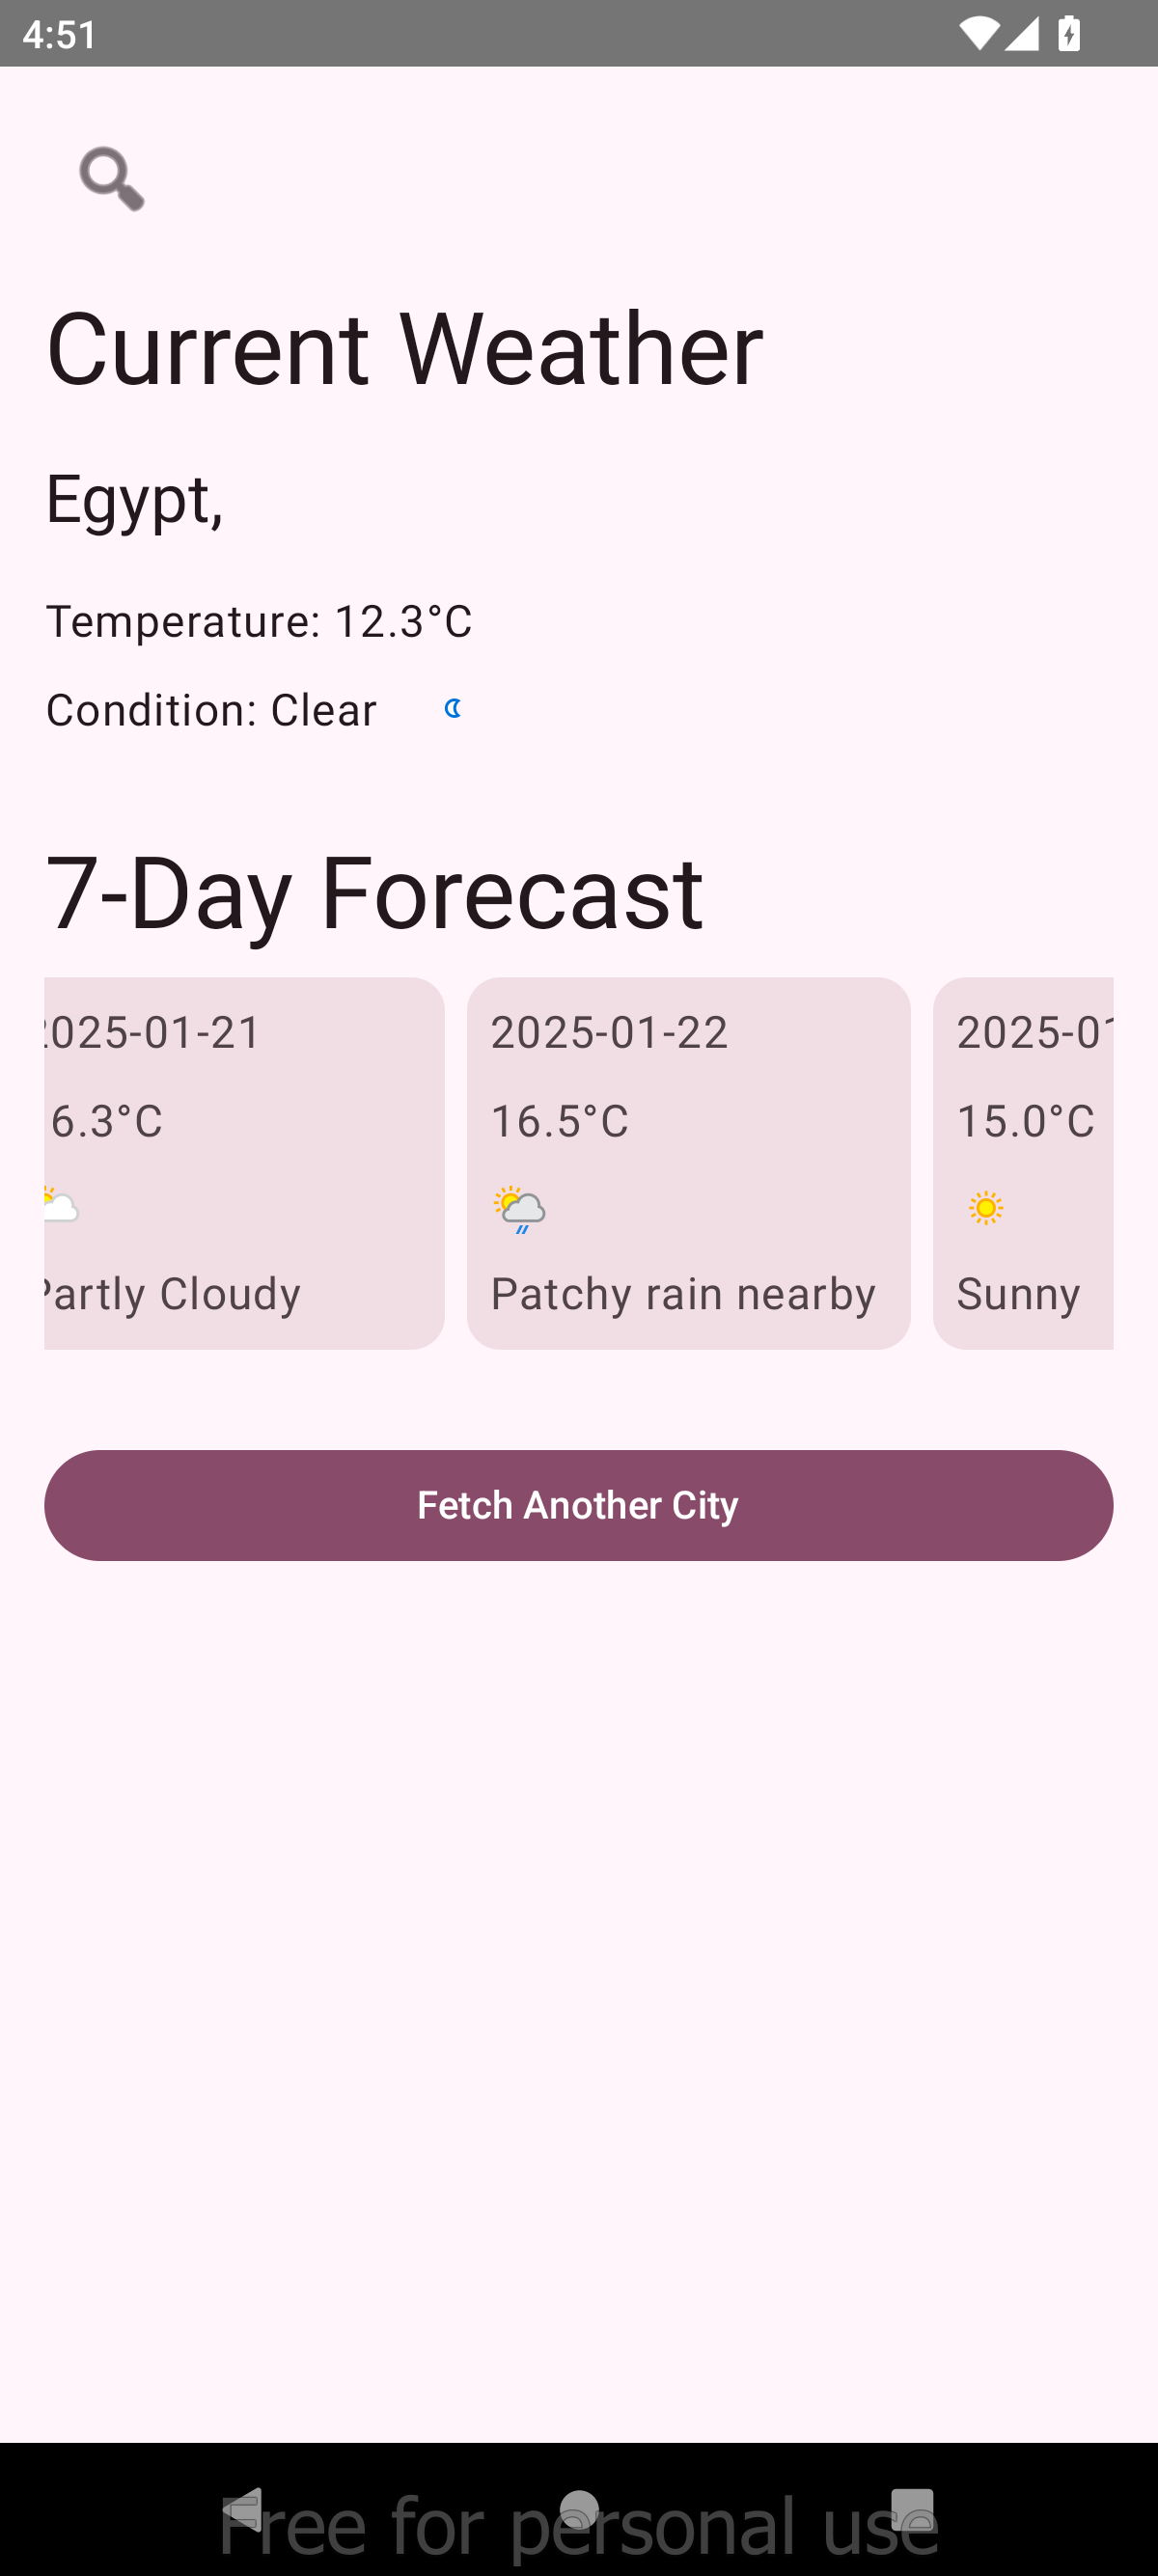 4:51
Current Weather
Egypt,
Temperature: 12.3°C
Condition: Clear
7-Day Forecast
025-01-21 2025-01-22 2025-01
6.3°C 16.5°C 15.0°C
Partly Cloudy Patchy rain nearby Sunny
Fetch Another City
Free for personal use